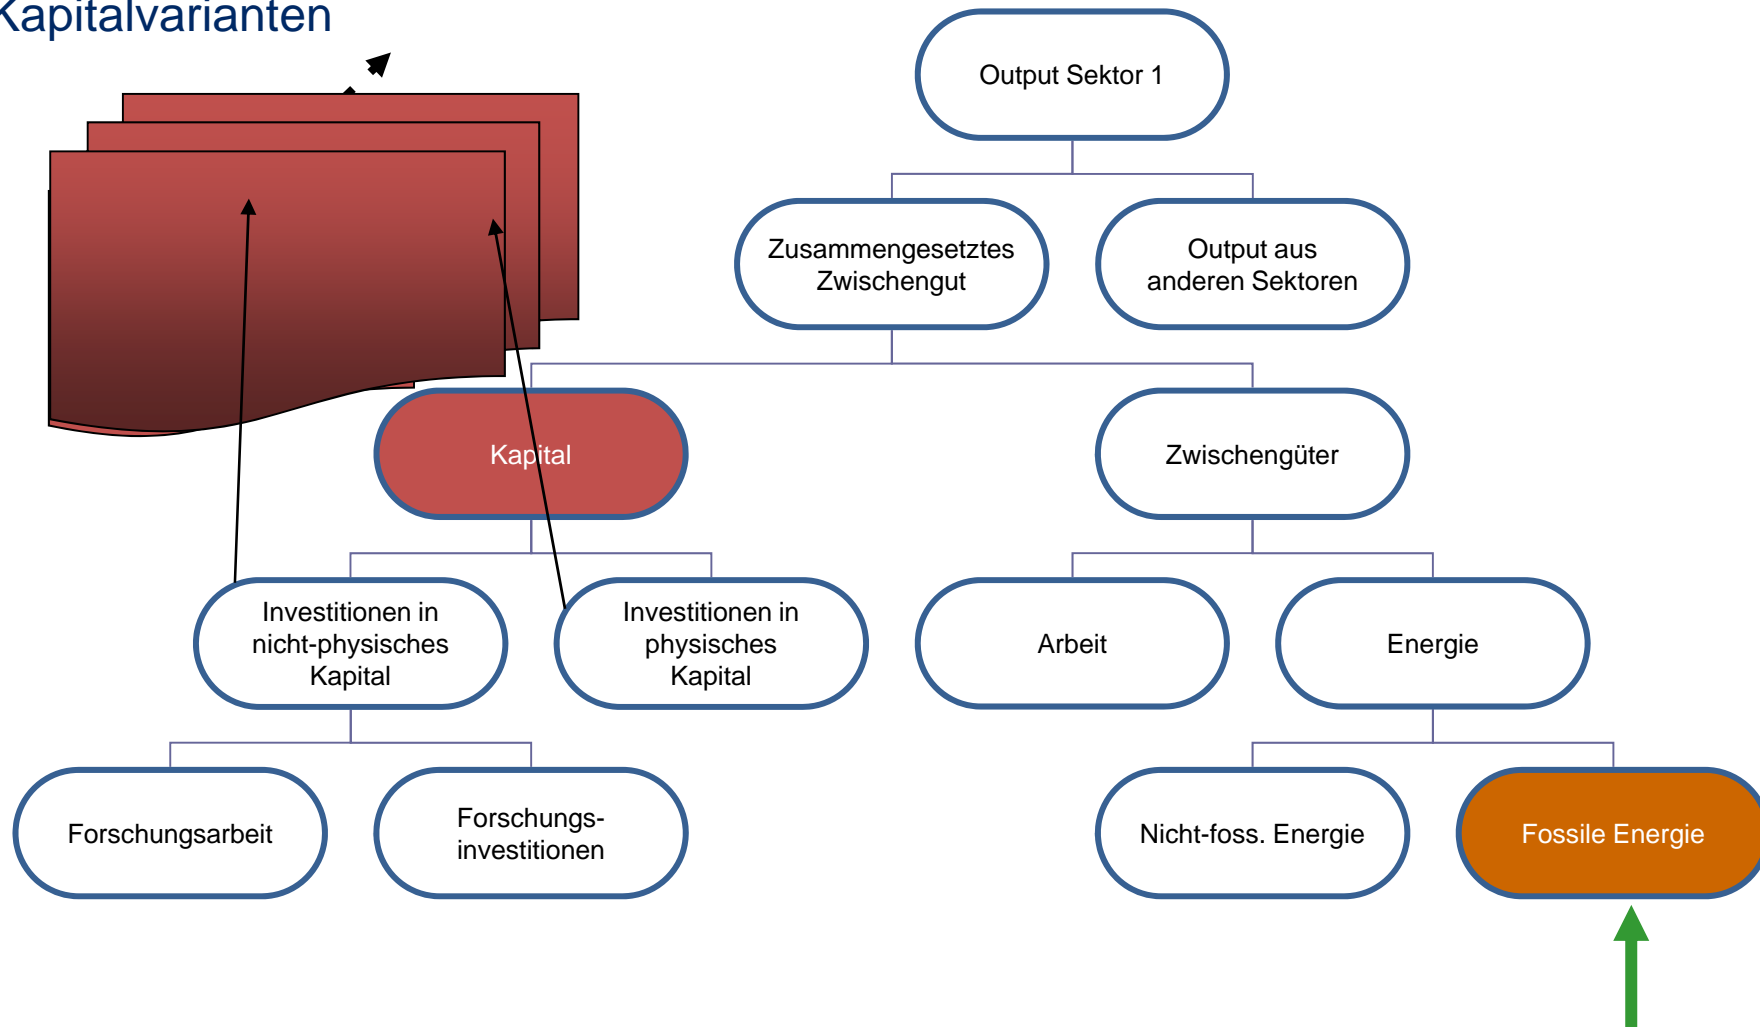 Kapitalvarianten
Output Sektor 1
Zusammengesetztes
Zwischengut
Output aus
anderen Sektoren
Kapital
Zwischengüter
Investitionen in
nicht-physisches
Kapital
Investitionen in
physisches
Kapital
Arbeit
Energie
Forschungsarbeit
Forschungs-
investitionen
Nicht-foss. Energie
Fossile Energie